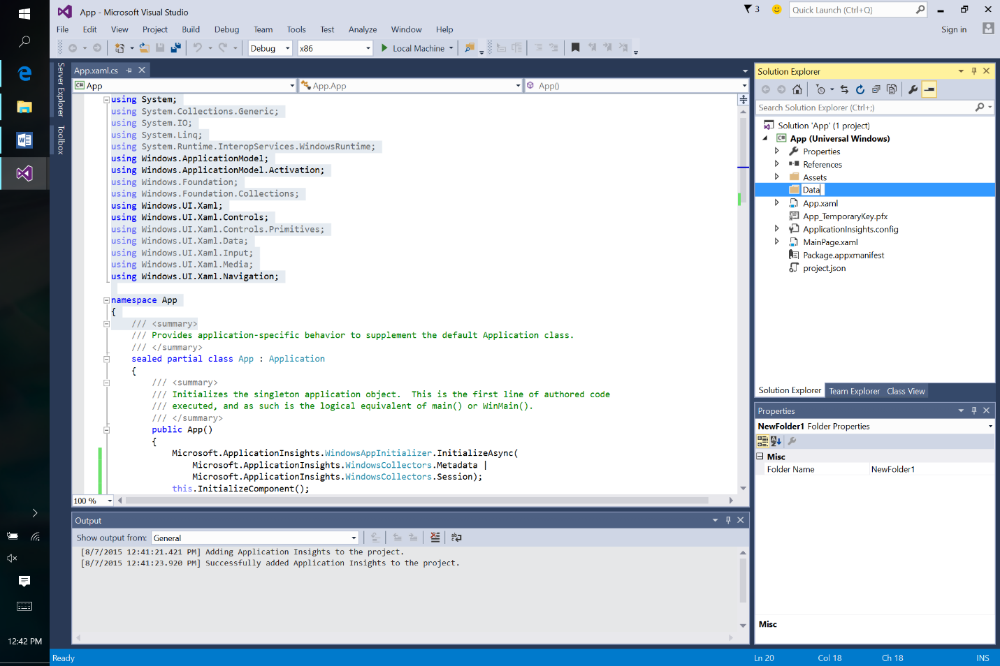 App - Microsoft Visual Studio
3
Quick Launch (Ctrl+Q)
File Edit View Project Build Debug Team Tools Test Analyze Window Help
Sign in
Debug x86 Local Machine
Server Explorer
Toolbox
App.xaml.cs
C# App App.App App()
using System;
using System.Collections.Generic;
using System.IO;
using System.Linq;
using System.Runtime.InteropServices.WindowsRuntime;
using Windows.ApplicationModel;
using Windows.ApplicationModel.Activation;
using Windows.Foundation;
using Windows.Foundation.Collections;
using Windows.UI.Xaml;
using Windows.UI.Xaml.Controls;
using Windows.UI.Xaml.Controls.Primitives;
using Windows.UI.Xaml.Data;
using Windows.UI.Xaml.Input;
using Windows.UI.Xaml.Media;
using Windows.UI.Xaml.Navigation;
namespace App
{
/// <summary>
/// Provides application-specific behavior to supplement the default Application class.
/// </summary>
sealed partial class App : Application
{
/// <summary>
/// Initializes the singleton application object.  This is the first line of authored code
/// executed, and as such is the logical equivalent of main() or WinMain().
/// </summary>
public App()
{
Microsoft.ApplicationInsights.WindowsAppInitializer.InitializeAsync(
Microsoft.ApplicationInsights.WindowsCollectors.Metadata |
Microsoft.ApplicationInsights.WindowsCollectors.Session);
this.InitializeComponent();
100 %
Output
Show output from: General
[8/7/2015 12:41:21.421 PM] Adding Application Insights to the project.
[8/7/2015 12:41:23.920 PM] Successfully added Application Insights to the project.
Solution Explorer
Search Solution Explorer (Ctrl+;)
Solution 'App' (1 project)
C# App (Universal Windows)
Properties
References
Assets
Data
App.xaml
App_TemporaryKey.pfx
ApplicationInsights.config
MainPage.xaml
Package.appxmanifest
project.json
Solution Explorer Team Explorer Class View
Properties
NewFolder1 Folder Properties
Misc
Folder Name NewFolder1
Misc
12:42 PM
Ready Ln 20 Col 18 Ch 18 INS